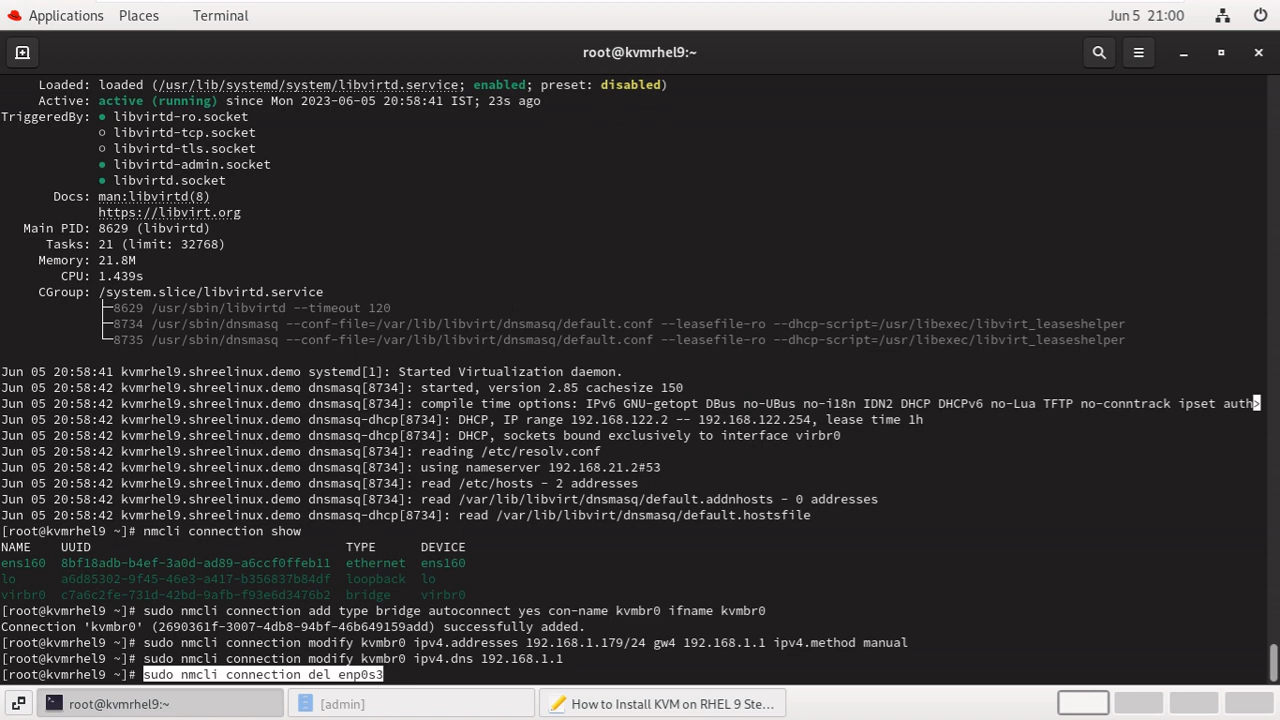 Applications Places Terminal Jun 5 21:00
root@kvmrhel9:~
Loaded: loaded (/usr/lib/systemd/system/libvirtd.service; enabled; preset: disabled)
Active: active (running) since Mon 2023-06-05 20:58:41 IST; 23s ago
TriggeredBy: ● libvirtd-ro.socket
○ libvirtd-tcp.socket
○ libvirtd-tls.socket
● libvirtd-admin.socket
● libvirtd.socket
Docs: man:libvirtd(8)
https://libvirt.org
Main PID: 8629 (libvirtd)
Tasks: 21 (limit: 32768)
Memory: 21.8M
CPU: 1.439s
CGroup: /system.slice/libvirtd.service
├─8629 /usr/sbin/libvirtd --timeout 120
├─8734 /usr/sbin/dnsmasq --conf-file=/var/lib/libvirt/dnsmasq/default.conf --leasefile-ro --dhcp-script=/usr/libexec/libvirt_leaseshelper
└─8735 /usr/sbin/dnsmasq --conf-file=/var/lib/libvirt/dnsmasq/default.conf --leasefile-ro --dhcp-script=/usr/libexec/libvirt_leaseshelper
Jun 05 20:58:41 kvmrhel9.shreelinux.demo systemd[1]: Started Virtualization daemon.
Jun 05 20:58:42 kvmrhel9.shreelinux.demo dnsmasq[8734]: started, version 2.85 cachesize 150
Jun 05 20:58:42 kvmrhel9.shreelinux.demo dnsmasq[8734]: compile time options: IPv6 GNU-getopt DBus no-UBus no-i18n IDN2 DHCP DHCPv6 no-Lua TFTP no-conntrack ipset auth>
Jun 05 20:58:42 kvmrhel9.shreelinux.demo dnsmasq-dhcp[8734]: DHCP, IP range 192.168.122.2 -- 192.168.122.254, lease time 1h
Jun 05 20:58:42 kvmrhel9.shreelinux.demo dnsmasq-dhcp[8734]: DHCP, sockets bound exclusively to interface virbr0
Jun 05 20:58:42 kvmrhel9.shreelinux.demo dnsmasq[8734]: reading /etc/resolv.conf
Jun 05 20:58:42 kvmrhel9.shreelinux.demo dnsmasq[8734]: using nameserver 192.168.21.2#53
Jun 05 20:58:42 kvmrhel9.shreelinux.demo dnsmasq[8734]: read /etc/hosts - 2 addresses
Jun 05 20:58:42 kvmrhel9.shreelinux.demo dnsmasq[8734]: read /var/lib/libvirt/dnsmasq/default.addnhosts - 0 addresses
Jun 05 20:58:42 kvmrhel9.shreelinux.demo dnsmasq-dhcp[8734]: read /var/lib/libvirt/dnsmasq/default.hostsfile
[root@kvmrhel9 ~]# nmcli connection show
NAME UUID TYPE DEVICE
ens160 8bf18adb-b4ef-3a0d-ad89-a6ccf0ffeb11 ethernet ens160
lo a6d85302-9f45-46e3-a417-b356837b84df loopback lo
virbr0 c7a6c2fe-731d-42bd-9afb-f93e6d3476b2 bridge virbr0
[root@kvmrhel9 ~]# sudo nmcli connection add type bridge autoconnect yes con-name kvmbr0 ifname kvmbr0
Connection 'kvmbr0' (2690361f-3007-4db8-94bf-46b649159add) successfully added.
[root@kvmrhel9 ~]# sudo nmcli connection modify kvmbr0 ipv4.addresses 192.168.1.179/24 gw4 192.168.1.1 ipv4.method manual
[root@kvmrhel9 ~]# sudo nmcli connection modify kvmbr0 ipv4.dns 192.168.1.1
[root@kvmrhel9 ~]# sudo nmcli connection del enp0s3
root@kvmrhel9:~ [admin] How to Install KVM on RHEL 9 Ste...